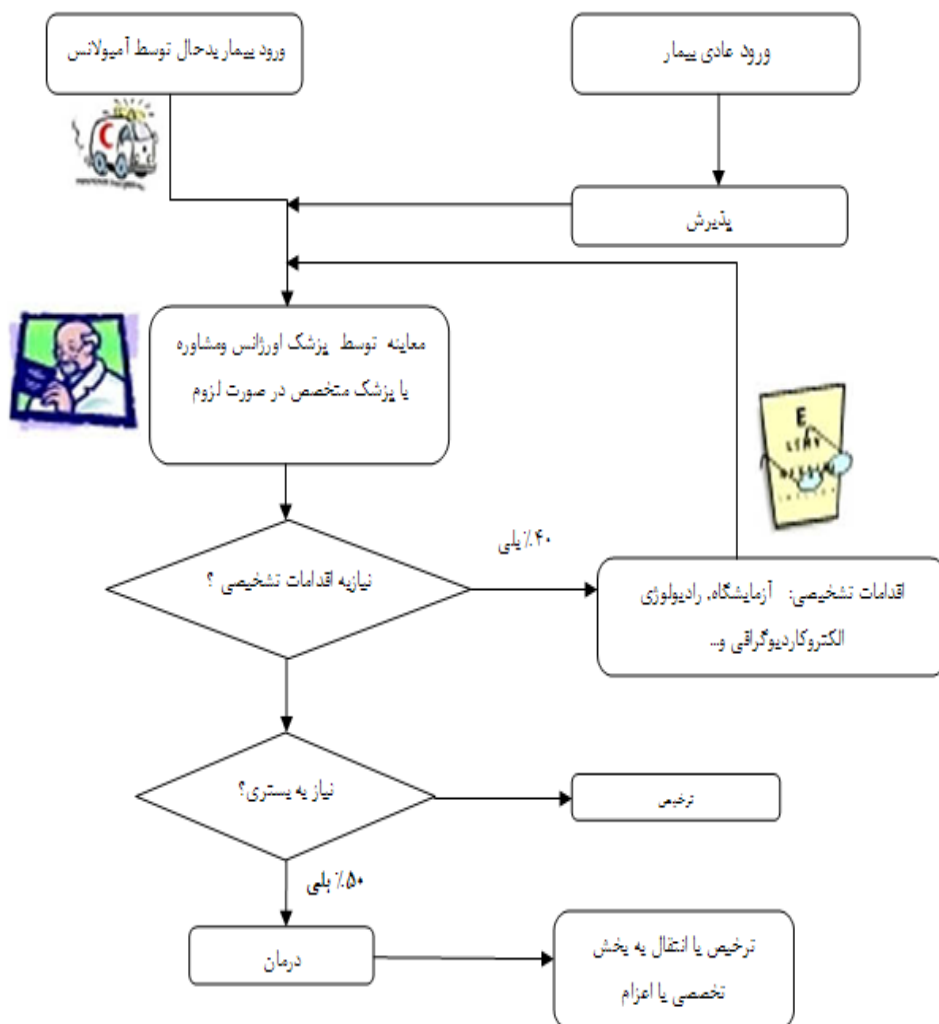 ورود عادی بیمار
ورود بیمار بدحال توسط آمبولانس
پذیرش
معاینه توسط پزشک اورژانس ومشاوره
با پزشک متخصص در صورت لزوم
نیازبه اقدامات تشخیصی ؟
۴۰٪ بلی
اقدامات تشخیصی: آزمایشگاه, رادیولوژی
الکتروکاردیوگرافی و...
E
نیاز به بستری؟
ترخیص
۵۰٪ بلی
درمان
ترخیص یا انتقال به بخش
تخصصی یا اعزام